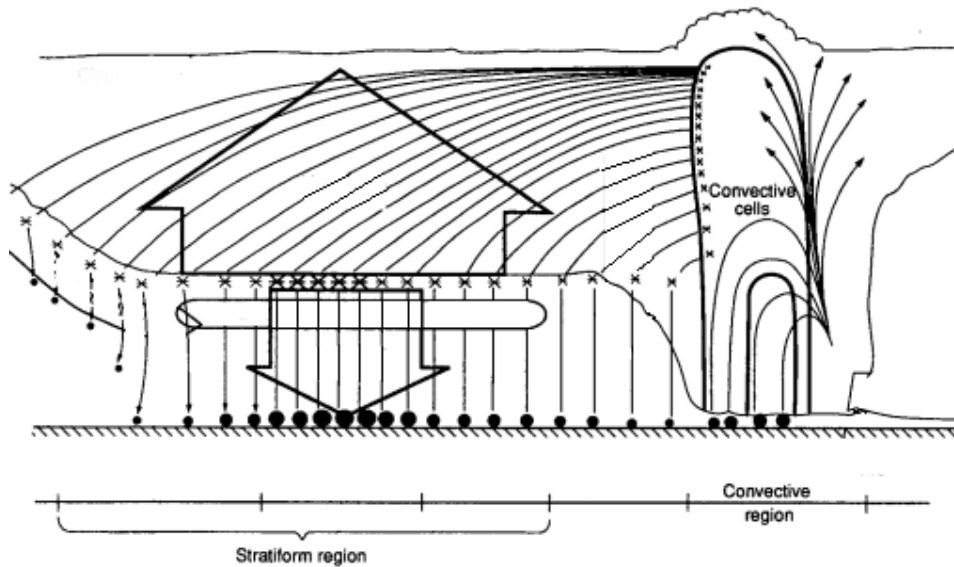 Convective
cells
Convective
region
Stratiform region